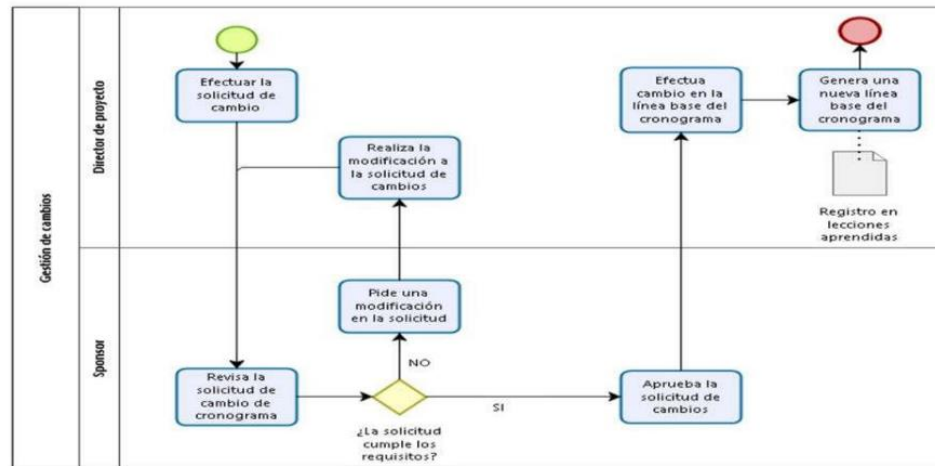 Gestión de cambios
Director de proyecto
Efectuar la
solicitud de
cambio
Realiza la
modificación a
la solicitud de
cambios
Efectua
cambio en la
línea base del
cronograma
Genera una
nueva línea
base del
cronograma
Registro en
lecciones
aprendidas
Sponsor
Pide una
modificación
en la solicitud
NO
Revisa la
solicitud de
cambio de
cronograma
¿La solicitud
cumple los
requisitos?
SI
Aprueba la
solicitud de
cambios